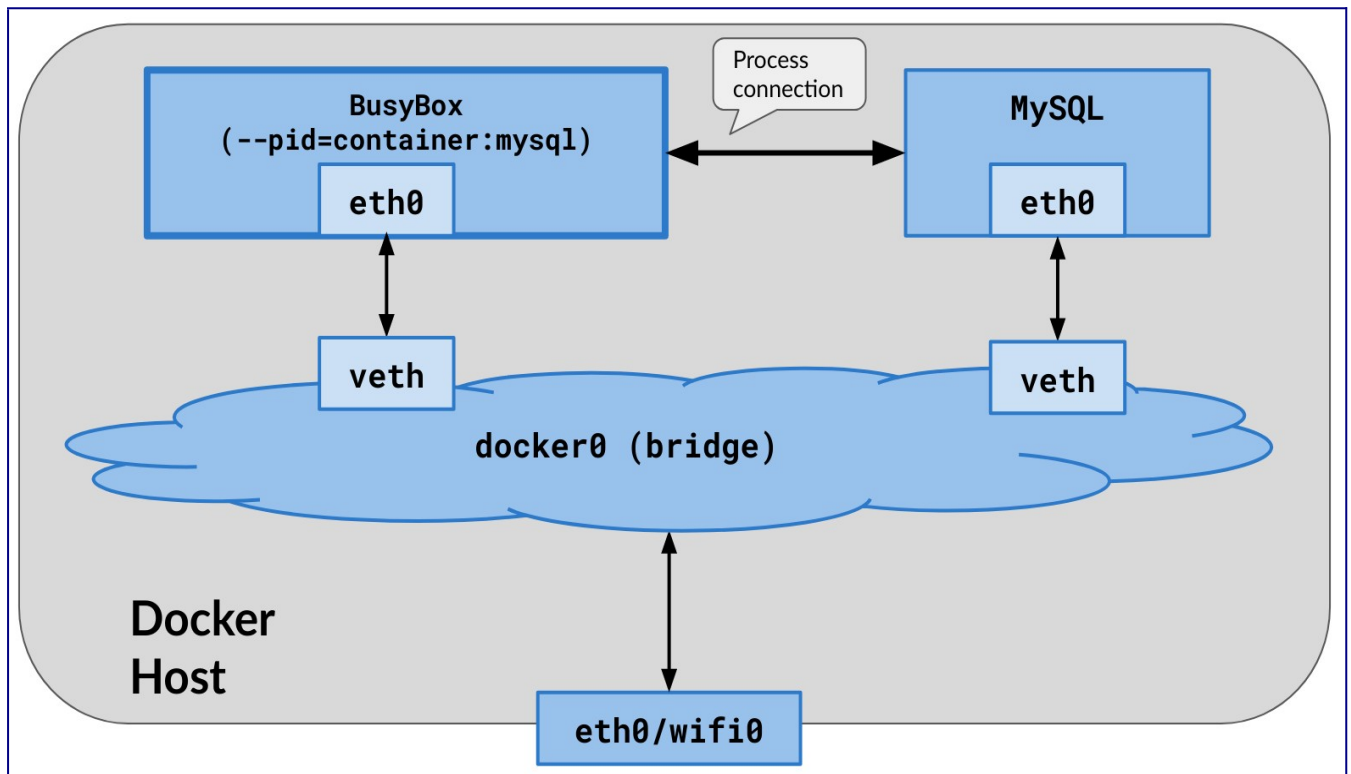 Process
connection
BusyBox
(--pid=container:mysql)
MySQL
eth0
eth0
veth
veth
docker0 (bridge)
Docker
Host
eth0/wifi0